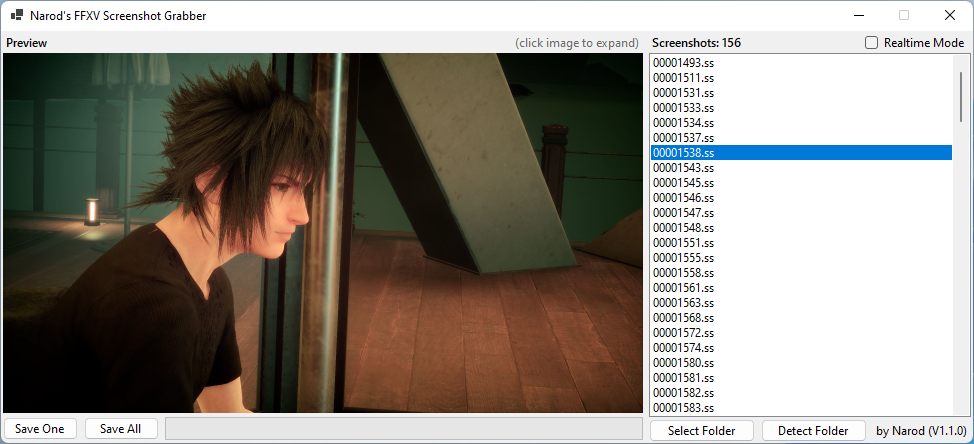 Narod's FFXV Screenshot Grabber
Preview
(click image to expand)
Screenshots: 156
Realtime Mode
00001493.ss
00001511.ss
00001531.ss
00001533.ss
00001534.ss
00001537.ss
00001538.ss
00001543.ss
00001545.ss
00001546.ss
00001547.ss
00001548.ss
00001551.ss
00001555.ss
00001558.ss
00001561.ss
00001563.ss
00001568.ss
00001572.ss
00001574.ss
00001580.ss
00001581.ss
00001582.ss
00001583.ss
Save One
Save All
Select Folder
Detect Folder
by Narod (V1.1.0)